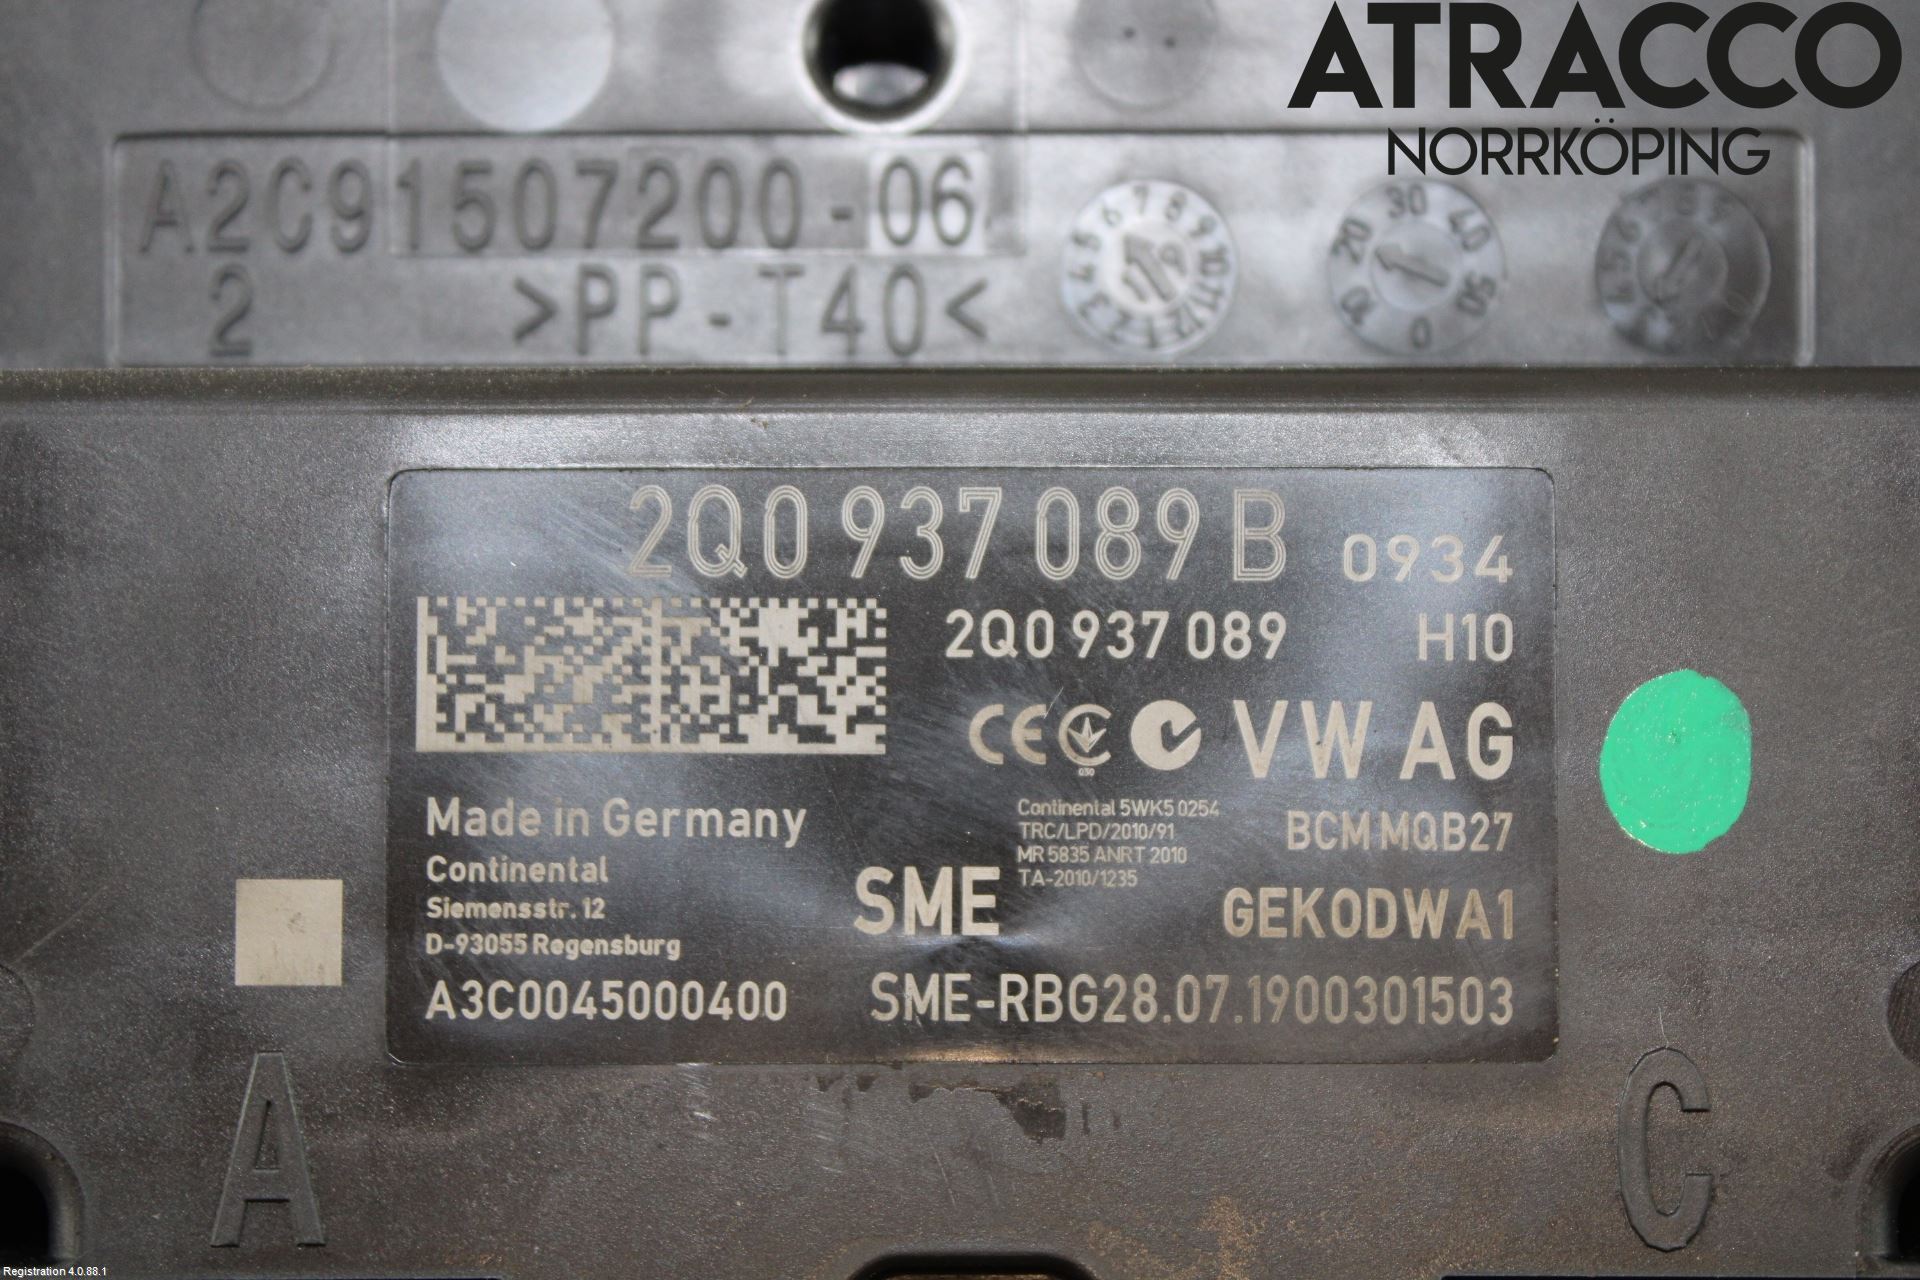 ATRACCO
NORRKÖPING
A2C91507200-06
2 >PP-T40<
2Q0 937 089 B 0934
2Q0 937 089 H10
CE VW AG
030
Made in Germany
Continental 5WK5 0254
TRC/LPD/2010/91
MR 5835 ANRT 2010
TA-2010/1235
BCM MQB27
Continental
Siemensstr. 12
D-93055 Regensburg
SME
GEKODWA1
A3C0045000400
SME-RBG28.07.1900301503
A
C
Registration 4.0.88.1